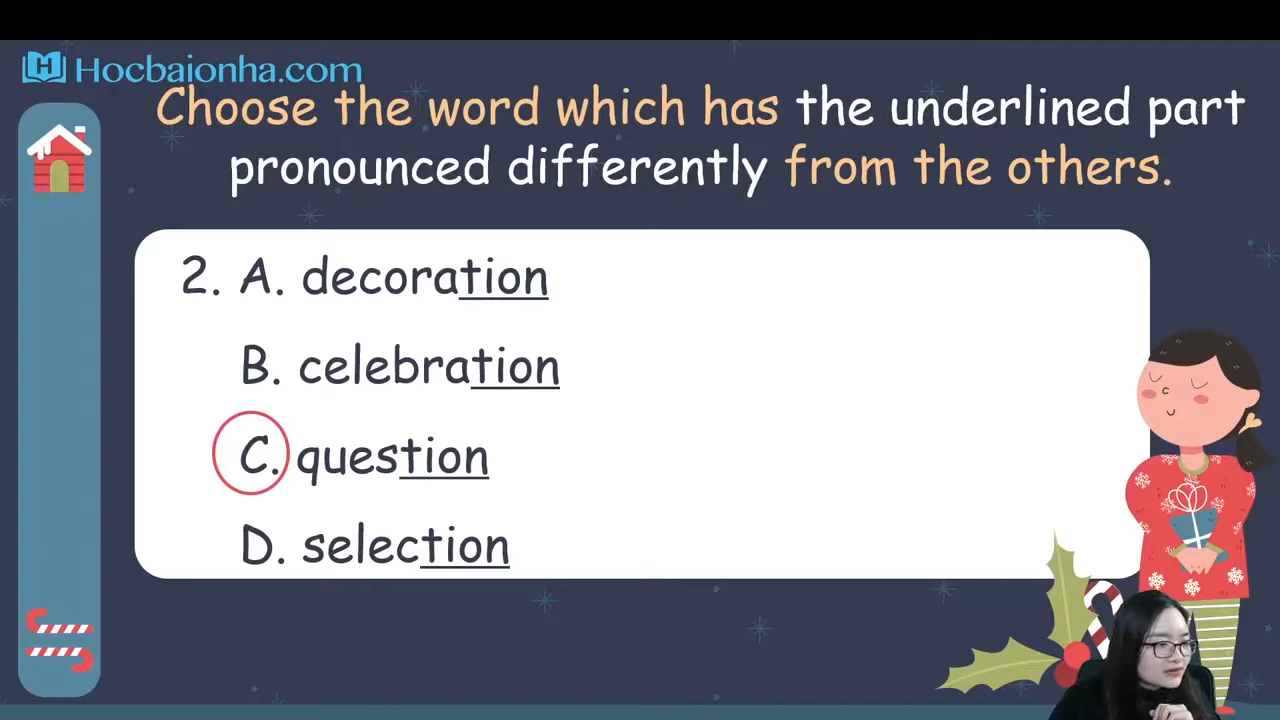 Hocbaionha.com
Choose the word which has the underlined part
pronounced differently from the others.
2. A. decoration
B. celebration
C. question
D. selection